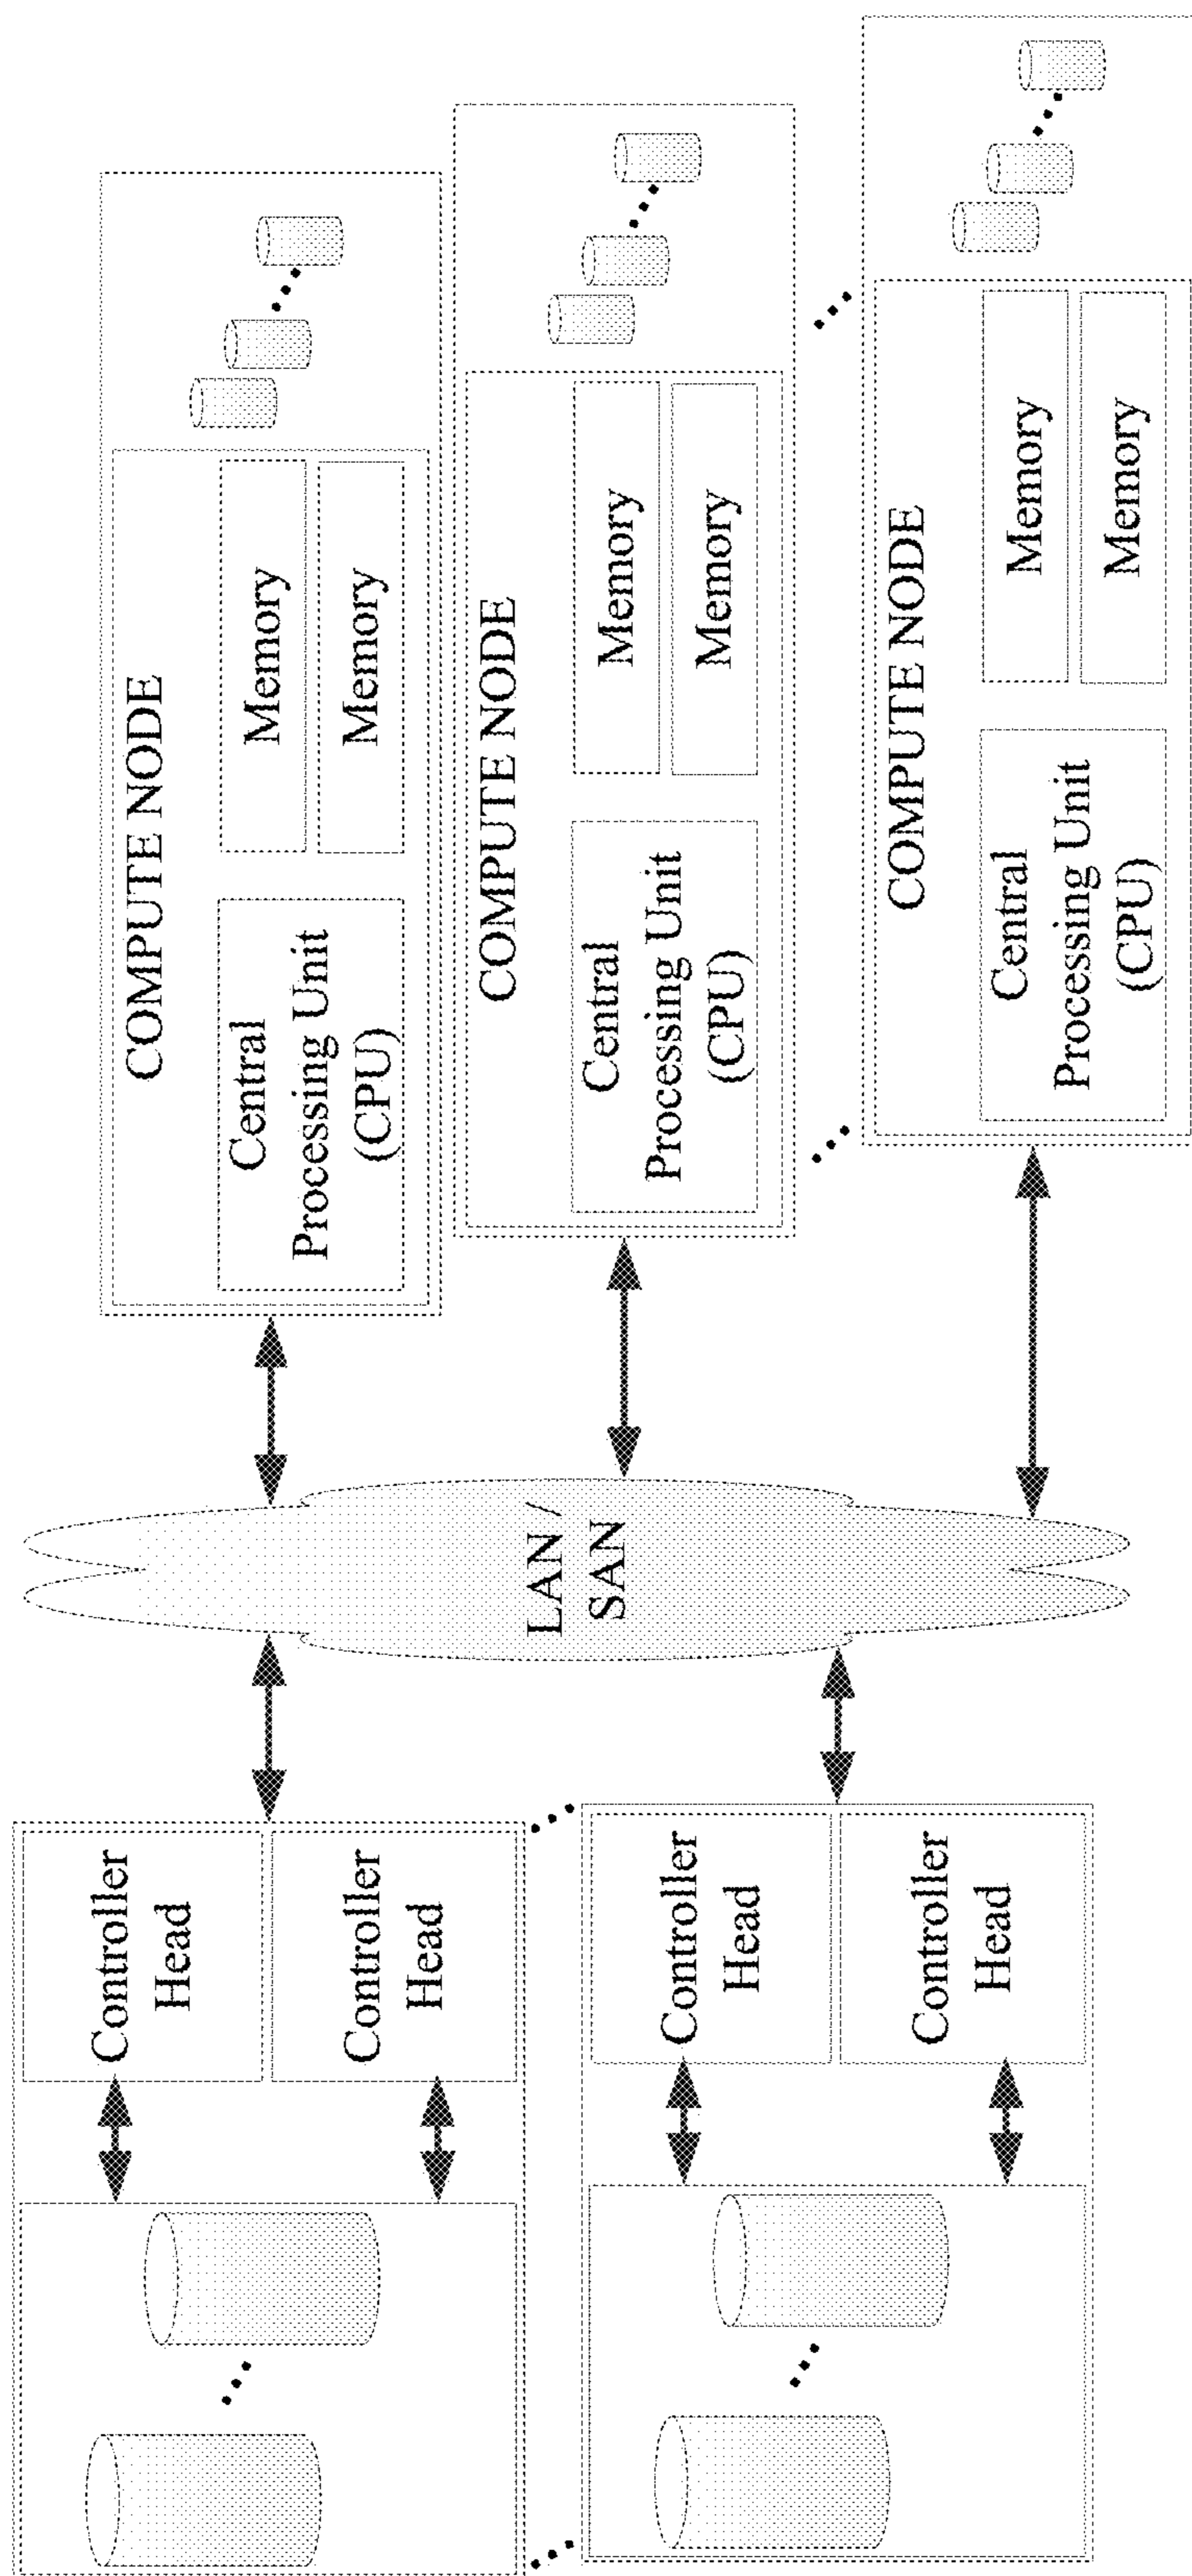 Controller
Head
Controller
Head
Controller
Head
Controller
Head
LAN /
SAN
COMPUTE NODE
Central
Processing Unit
(CPU)
Memory
Memory
COMPUTE NODE
Central
Processing Unit
(CPU)
Memory
Memory
COMPUTE NODE
Central
Processing Unit
(CPU)
Memory
Memory